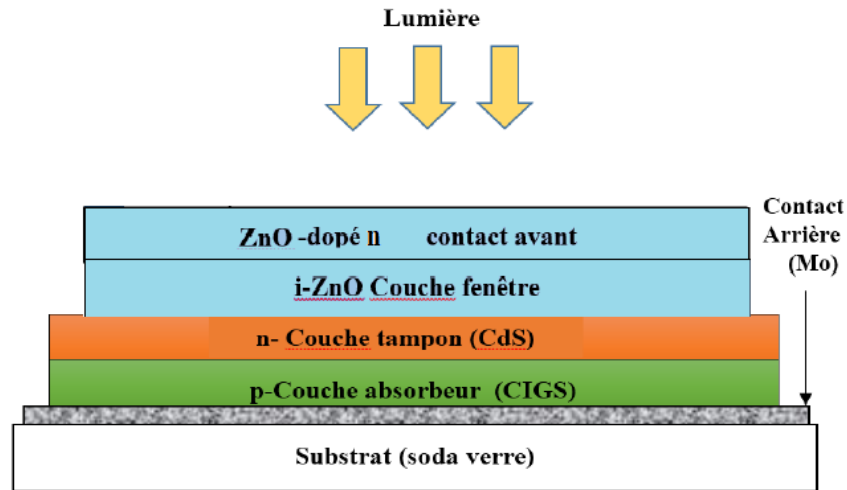 Lumière
Contact
Arrière
(Mo)
ZnO -dopé n contact avant
i-ZnO Couche fenêtre
n- Couche tampon (CdS)
p-Couche absorbeur (CIGS)
Substrat (soda verre)